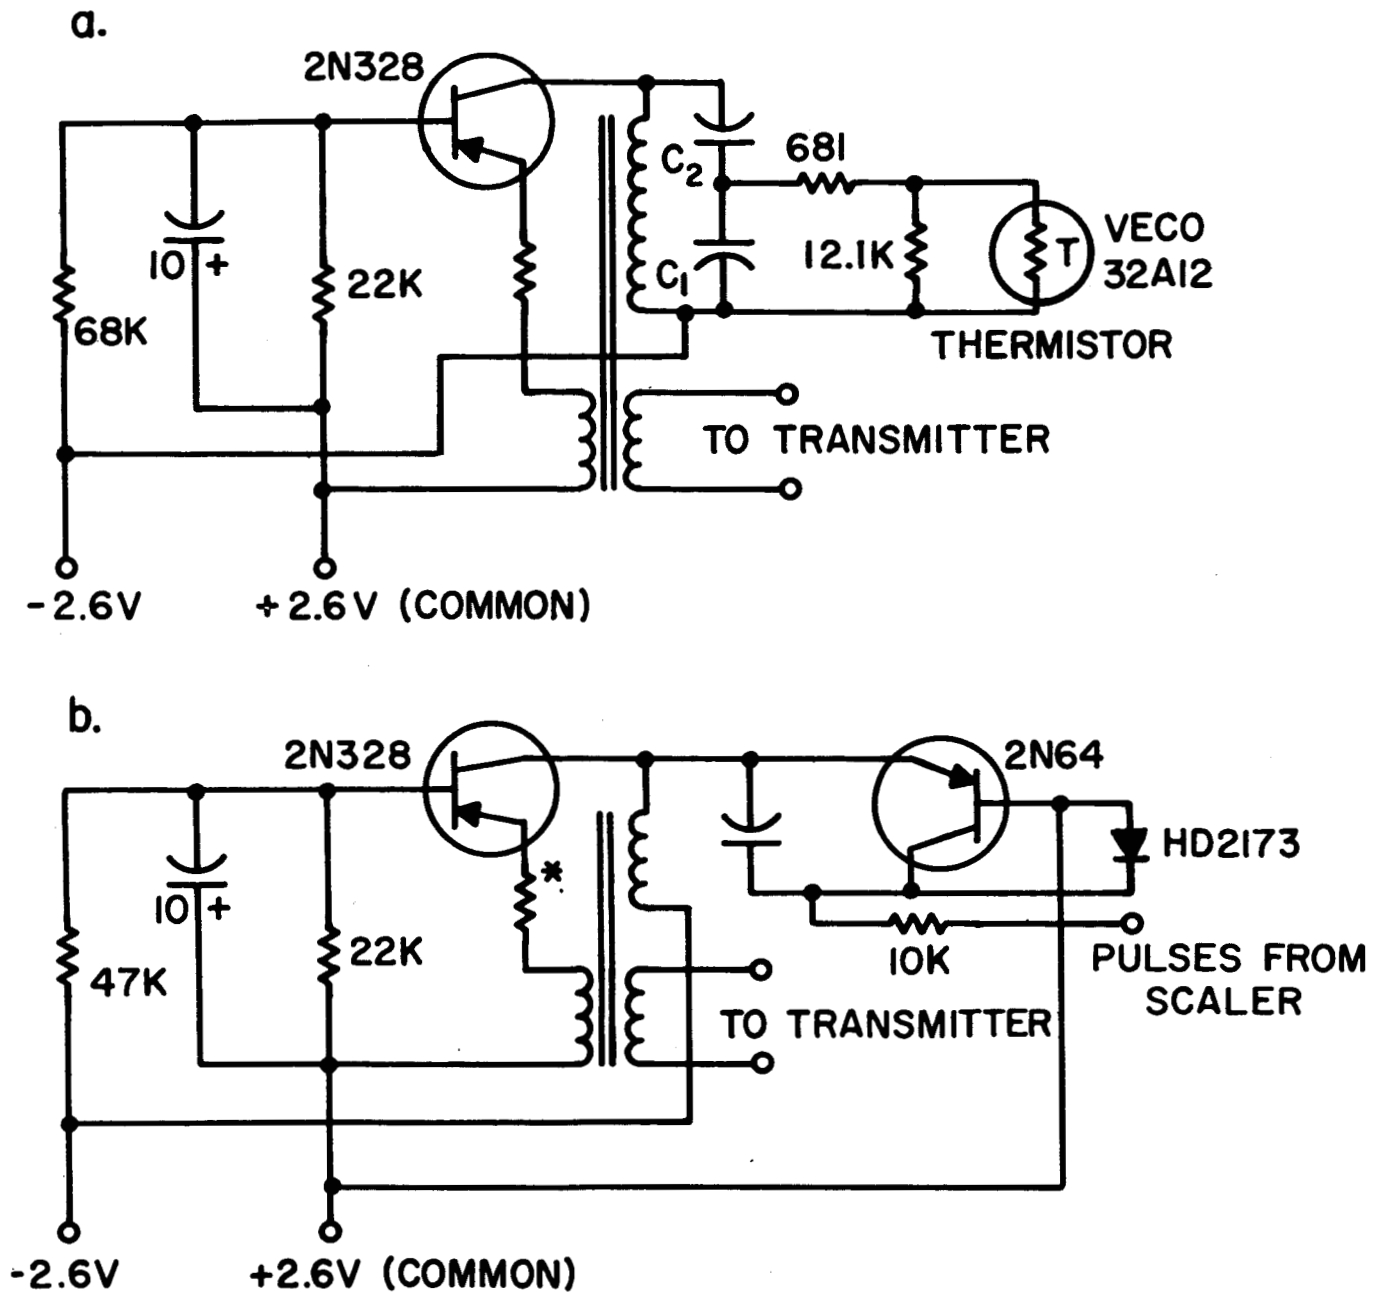 a.
2N328
C2
681
VECO
32A12
12.1K
T
10 +
22K
C1
68K
THERMISTOR
TO TRANSMITTER
-2.6V
+2.6V (COMMON)
b.
2N328
2N64
*
HD2173
10 +
22K
47K
10K
PULSES FROM
SCALER
TO TRANSMITTER
-2.6V
+2.6V (COMMON)